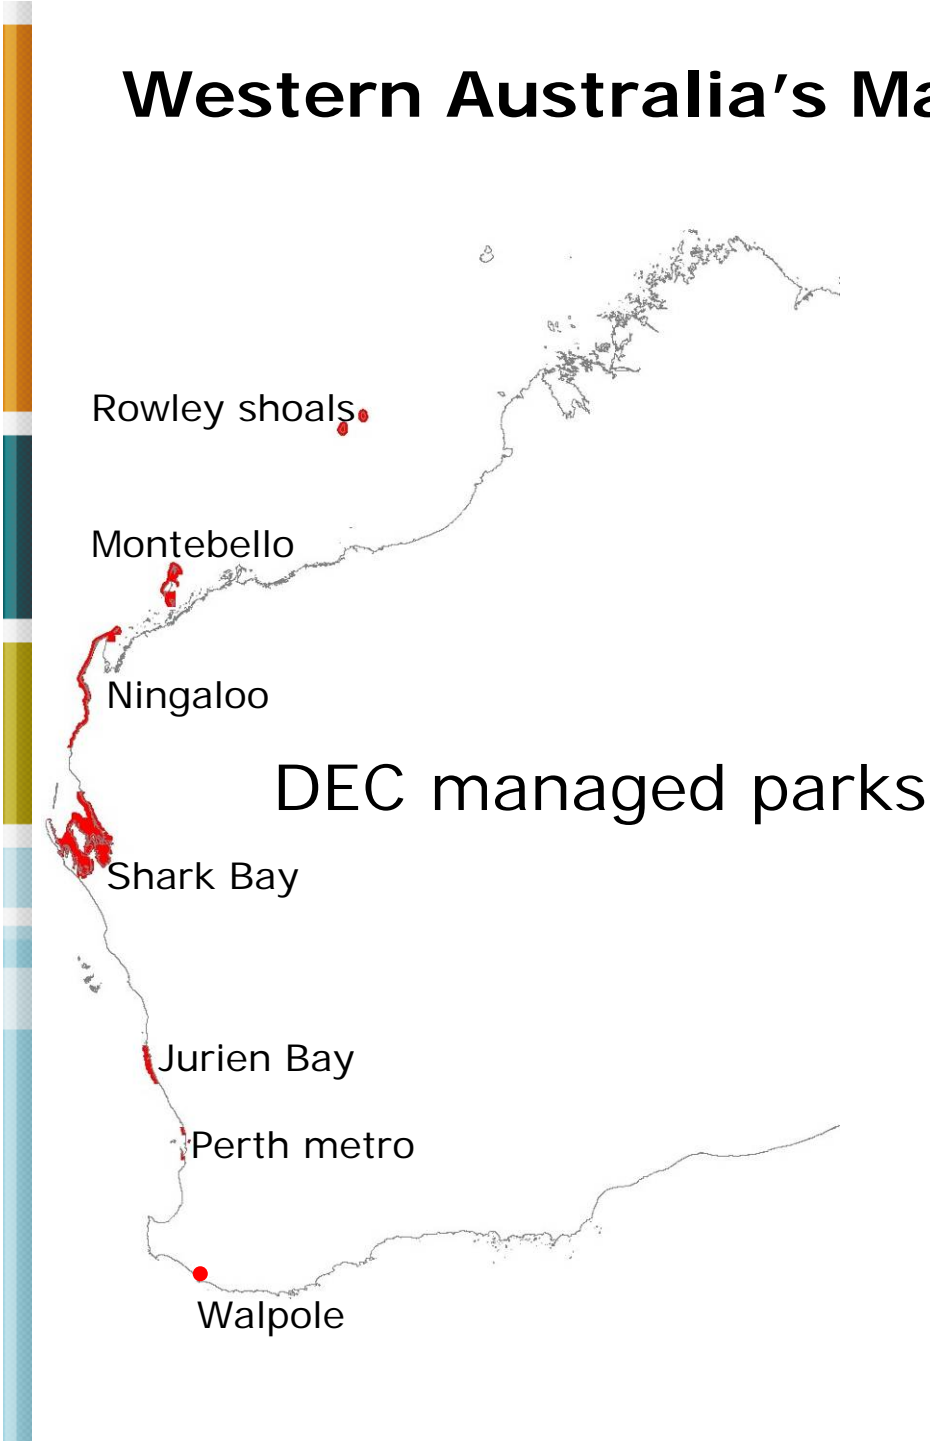 Western Australia's Ma
Rowley shoals
Montebello
Ningaloo
DEC managed parks
Shark Bay
Jurien Bay
Perth metro
Walpole